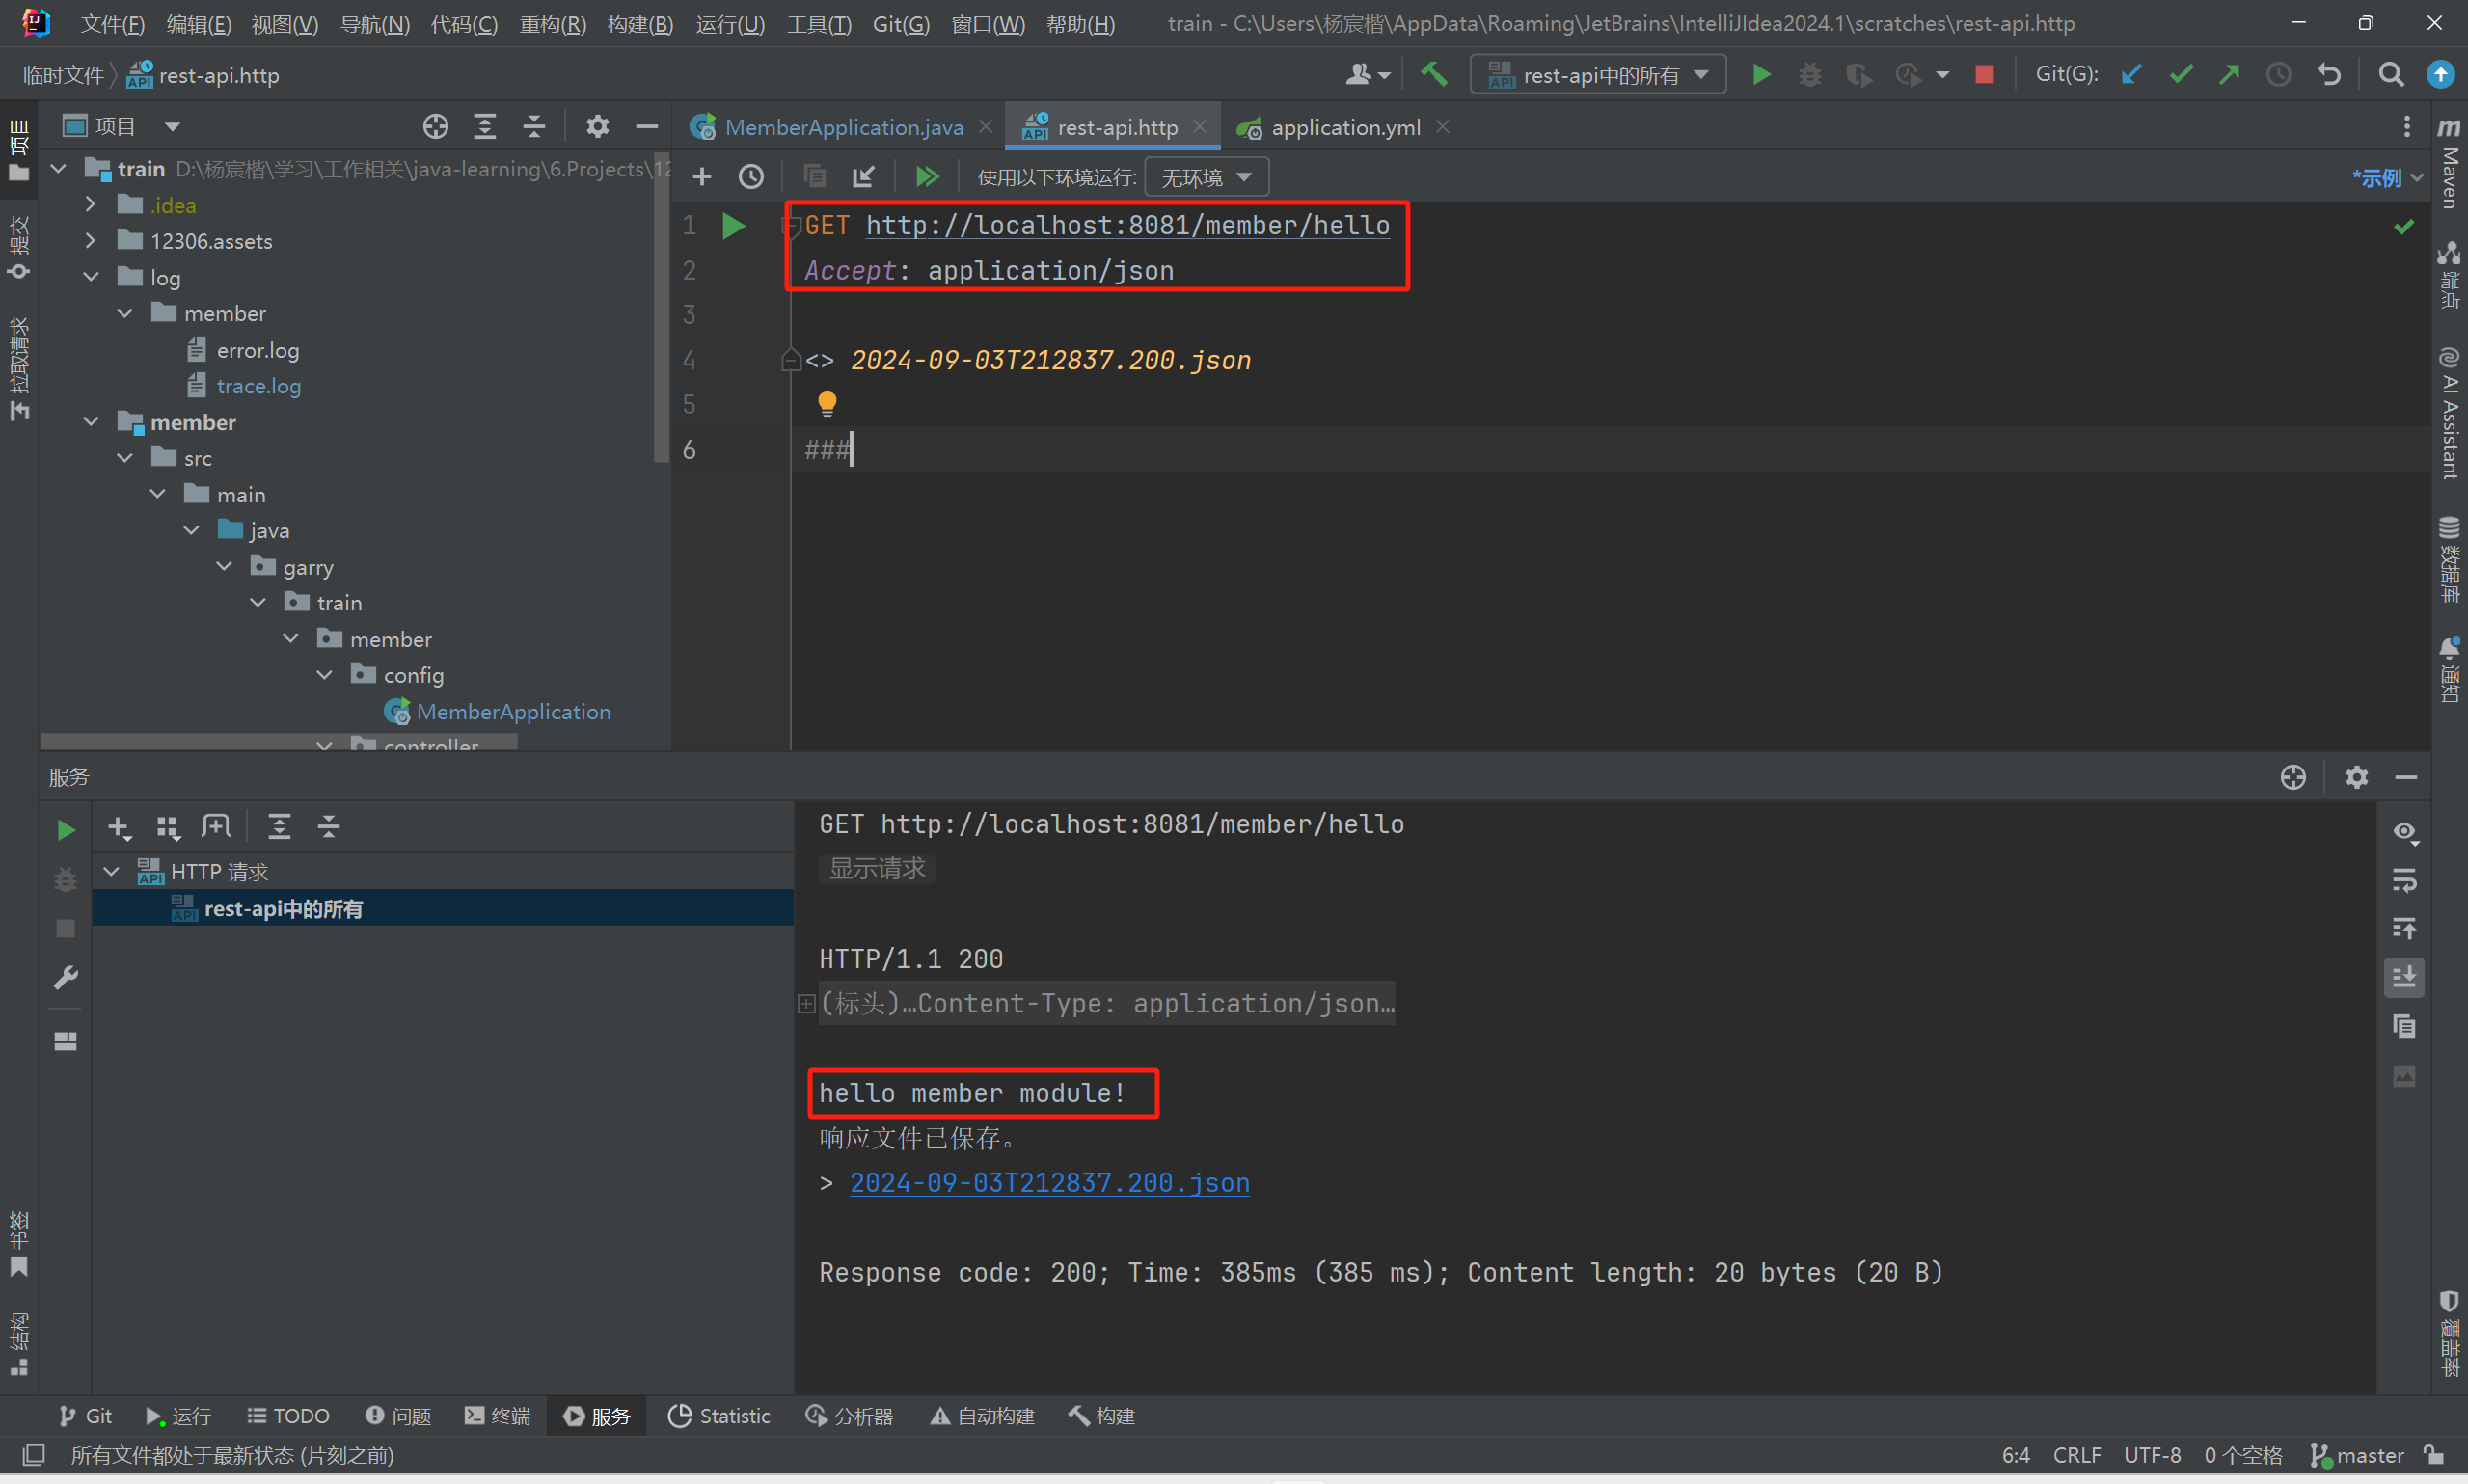 文件(F) 编辑(E) 视图(V) 导航(N) 代码(C) 重构(R) 构建(B) 运行(U) 工具(T) Git(G) 窗口(W) 帮助(H) train - C:\Users\杨宸楷\AppData\Roaming\JetBrains\IntelliJIdea2024.1\scratches\rest-api.http
临时文件 rest-api.http rest-api中的所有 Git(G):
项目 MemberApplication.java rest-api.http application.yml
train D:\杨宸楷\学习\工作相关\java-learning\6.Projects\12
使用以下环境运行: 无环境 *示例
.idea
12306.assets
log
member
error.log
trace.log
member
src
main
java
garry
train
member
config
MemberApplication
controller
1 GET http://localhost:8081/member/hello
2 Accept: application/json
3
4 <> 2024-09-03T212837.200.json
5
6 ###
项目
提交
拉取请求
书签
结构
Maven
端点
AI Assistant
数据库
通知
覆盖率
服务
HTTP 请求
rest-api中的所有
GET http://localhost:8081/member/hello
显示请求
HTTP/1.1 200
(标头)…Content-Type: application/json…
hello member module!
响应文件已保存。
> 2024-09-03T212837.200.json
Response code: 200; Time: 385ms (385 ms); Content length: 20 bytes (20 B)
Git 运行 TODO 问题 终端 服务 Statistic 分析器 自动构建 构建
所有文件都处于最新状态 (片刻之前) 6:4 CRLF UTF-8 0 个空格 master